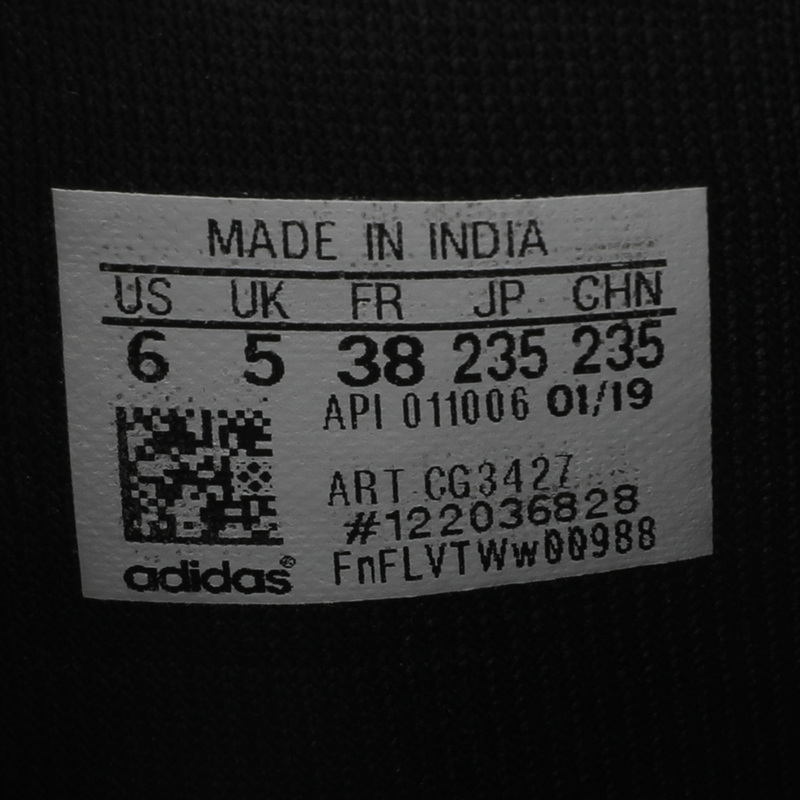 MADE IN INDIA
US UK FR JP CHN
6 5 38 235 235
API 011006 01/19
ART CG3427
#122036828
FnFLVTWw00988
adidas®